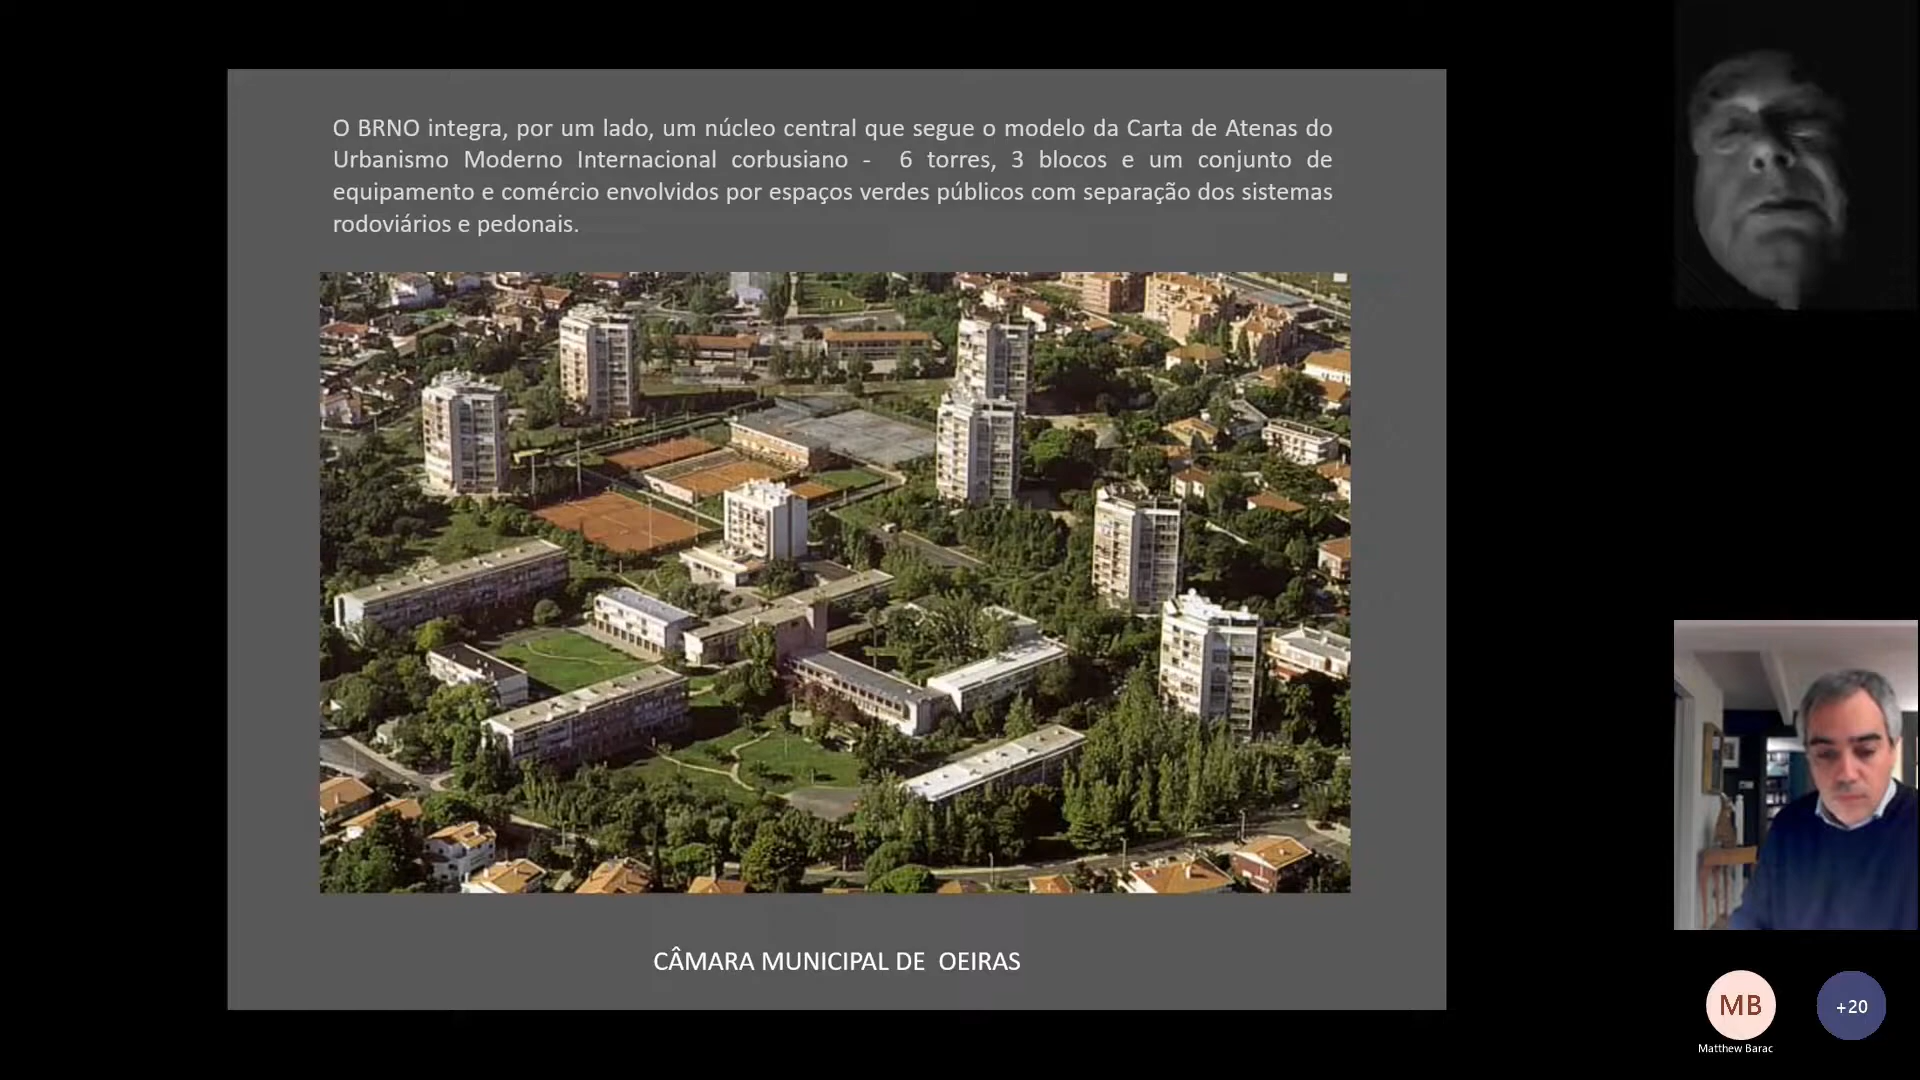 O BRNO integra, por um lado, um núcleo central que segue o modelo da Carta de Atenas do
Urbanismo Moderno Internacional corbusiano - 6 torres, 3 blocos e um conjunto de
equipamento e comércio envolvidos por espaços verdes públicos com separação dos sistemas
rodoviários e pedonais.
CÂMARA MUNICIPAL DE OEIRAS
MB
+20
Matthew Barac